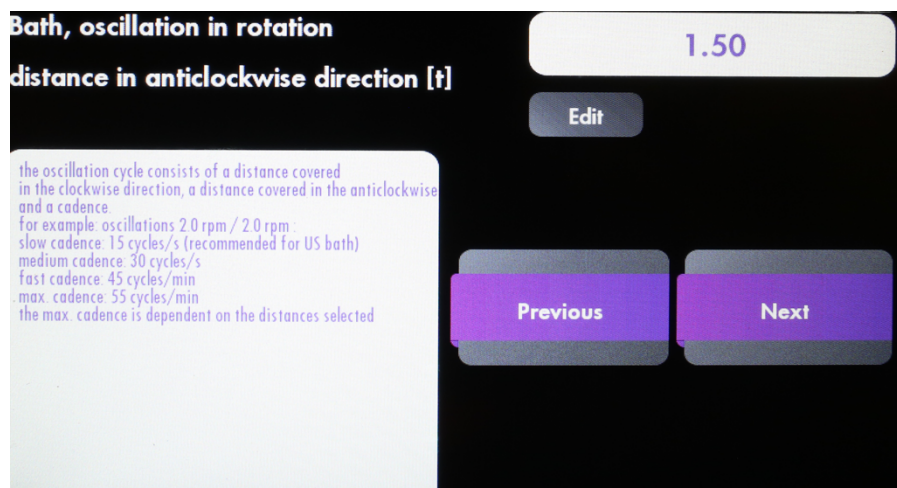 Bath, oscillation in rotation
distance in anticlockwise direction [t]
1.50
Edit
the oscillation cycle consists of a distance covered
in the clockwise direction, a distance covered in the anticlockwise
and a cadence.
for example: oscillations 2.0 rpm / 2.0 rpm :
slow cadence: 15 cycles/s (recommended for US bath)
medium cadence: 30 cycles/s
fast cadence: 45 cycles/min
max. cadence: 55 cycles/min
the max. cadence is dependent on the distances selected
Previous
Next